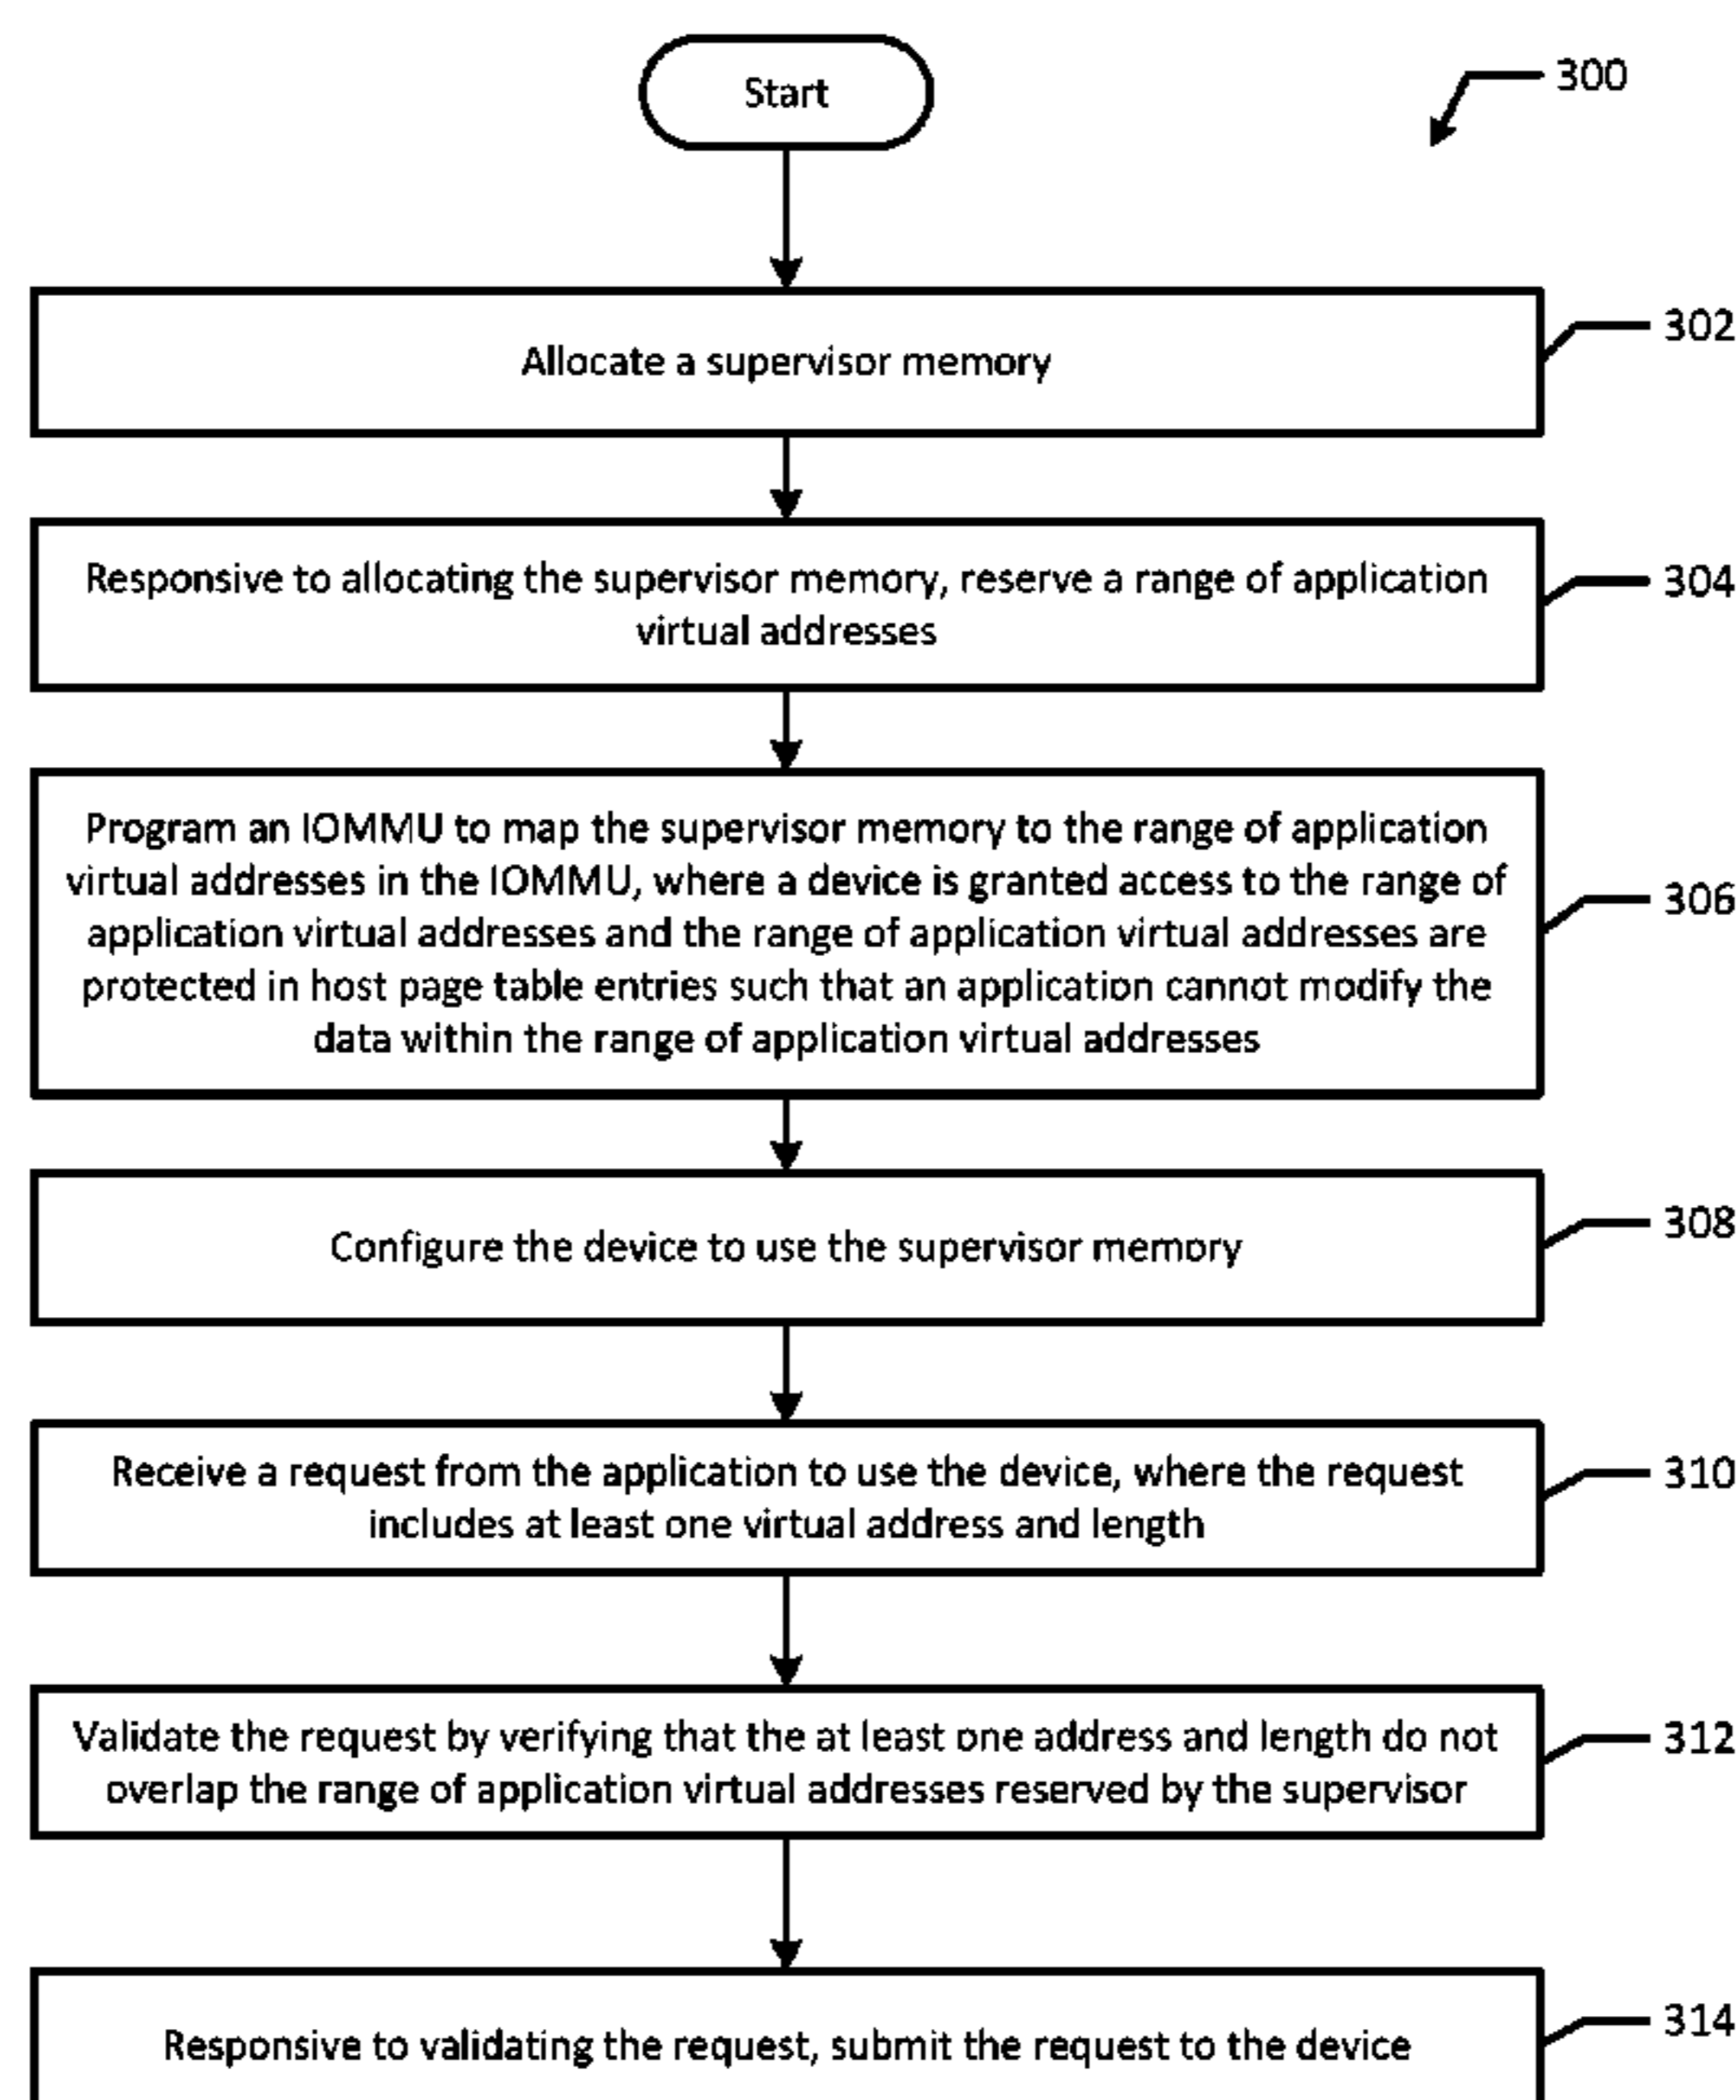 Start
300
Allocate a supervisor memory
302
Responsive to allocating the supervisor memory, reserve a range of application
virtual addresses
304
Program an IOMMU to map the supervisor memory to the range of application
virtual addresses in the IOMMU, where a device is granted access to the range of
application virtual addresses and the range of application virtual addresses are
protected in host page table entries such that an application cannot modify the
data within the range of application virtual addresses
306
Configure the device to use the supervisor memory
308
Receive a request from the application to use the device, where the request
includes at least one virtual address and length
310
Validate the request by verifying that the at least one address and length do not
overlap the range of application virtual addresses reserved by the supervisor
312
Responsive to validating the request, submit the request to the device
314